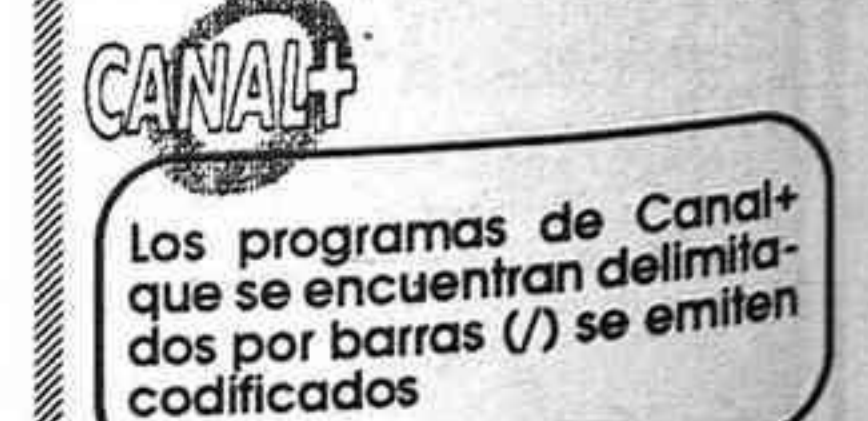 CANAL+
Los programas de Canal+
que se encuentran delimita-
dos por barras (/) se emiten
codificados